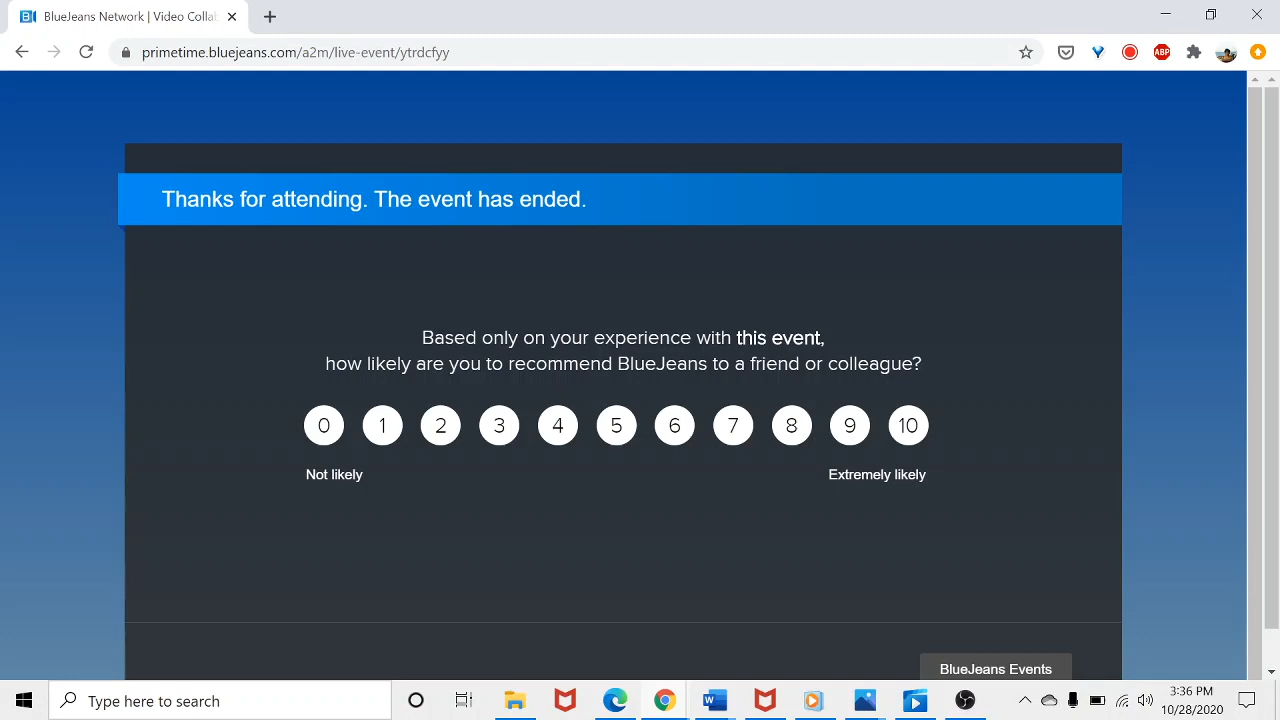 BlueJeans Network | Video Collab
primetime.bluejeans.com/a2m/live-event/ytrdcfyy
ABP
Thanks for attending. The event has ended.
Based only on your experience with this event,
how likely are you to recommend BlueJeans to a friend or colleague?
0 1 2 3 4 5 6 7 8 9 10
Not likely Extremely likely
BlueJeans Events
Type here to search
3:36 PM
10/28/2020